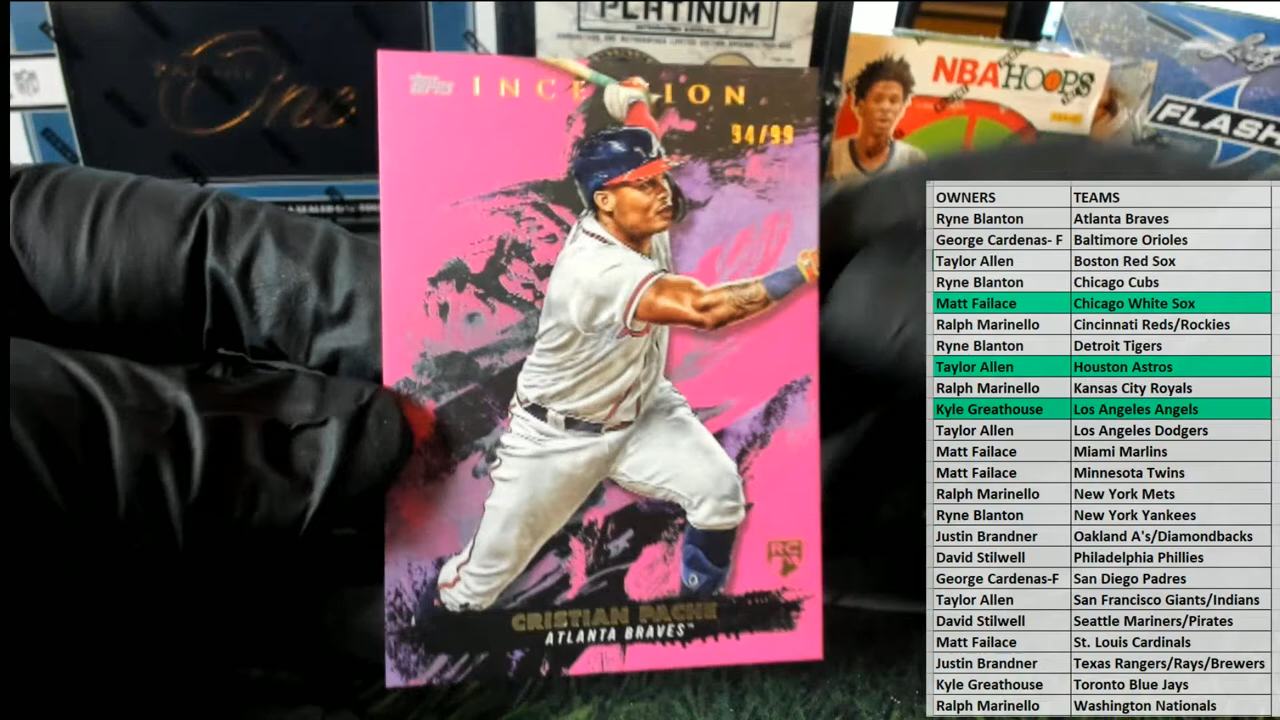 PLATINUM
One
NBA HOOPS
Leaf
FLASH
topps
INCEPTION
94/99
RC
CRISTIAN PACHE
ATLANTA BRAVES™
OWNERS TEAMS
Ryne Blanton Atlanta Braves
George Cardenas- F Baltimore Orioles
Taylor Allen Boston Red Sox
Ryne Blanton Chicago Cubs
Matt Failace Chicago White Sox
Ralph Marinello Cincinnati Reds/Rockies
Ryne Blanton Detroit Tigers
Taylor Allen Houston Astros
Ralph Marinello Kansas City Royals
Kyle Greathouse Los Angeles Angels
Taylor Allen Los Angeles Dodgers
Matt Failace Miami Marlins
Matt Failace Minnesota Twins
Ralph Marinello New York Mets
Ryne Blanton New York Yankees
Justin Brandner Oakland A's/Diamondbacks
David Stilwell Philadelphia Phillies
George Cardenas-F San Diego Padres
Taylor Allen San Francisco Giants/Indians
David Stilwell Seattle Mariners/Pirates
Matt Failace St. Louis Cardinals
Justin Brandner Texas Rangers/Rays/Brewers
Kyle Greathouse Toronto Blue Jays
Ralph Marinello Washington Nationals